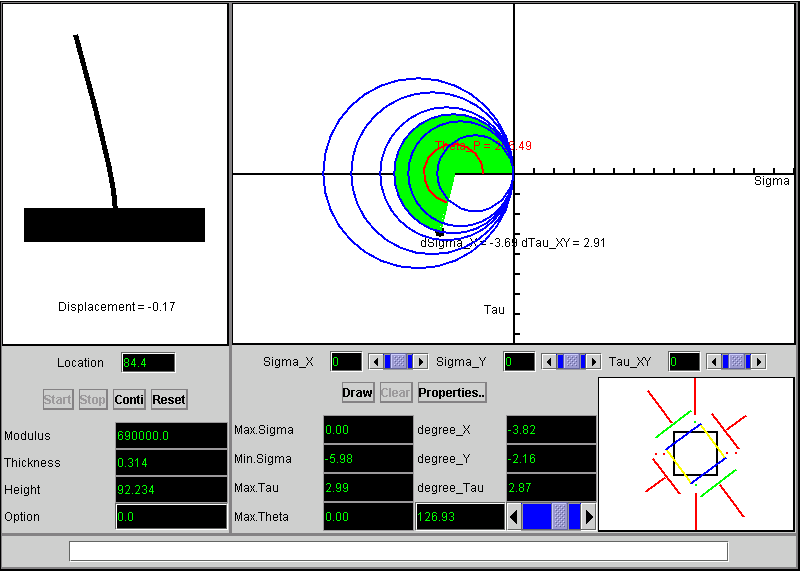 Displacement = -0.17
Sigma
dSigma_X = -3.69 dTau_XY = 2.91
Tau
Location 84.4
Start Stop Conti Reset
Modulus 690000.0
Thickness 0.314
Height 92.234
Option 0.0
Sigma_X 0 Sigma_Y 0 Tau_XY 0
Draw Clear Properties..
Max.Sigma 0.00 degree_X -3.82
Min.Sigma -5.98 degree_Y -2.16
Max.Tau 2.99 degree_Tau 2.87
Max.Theta 0.00 126.93